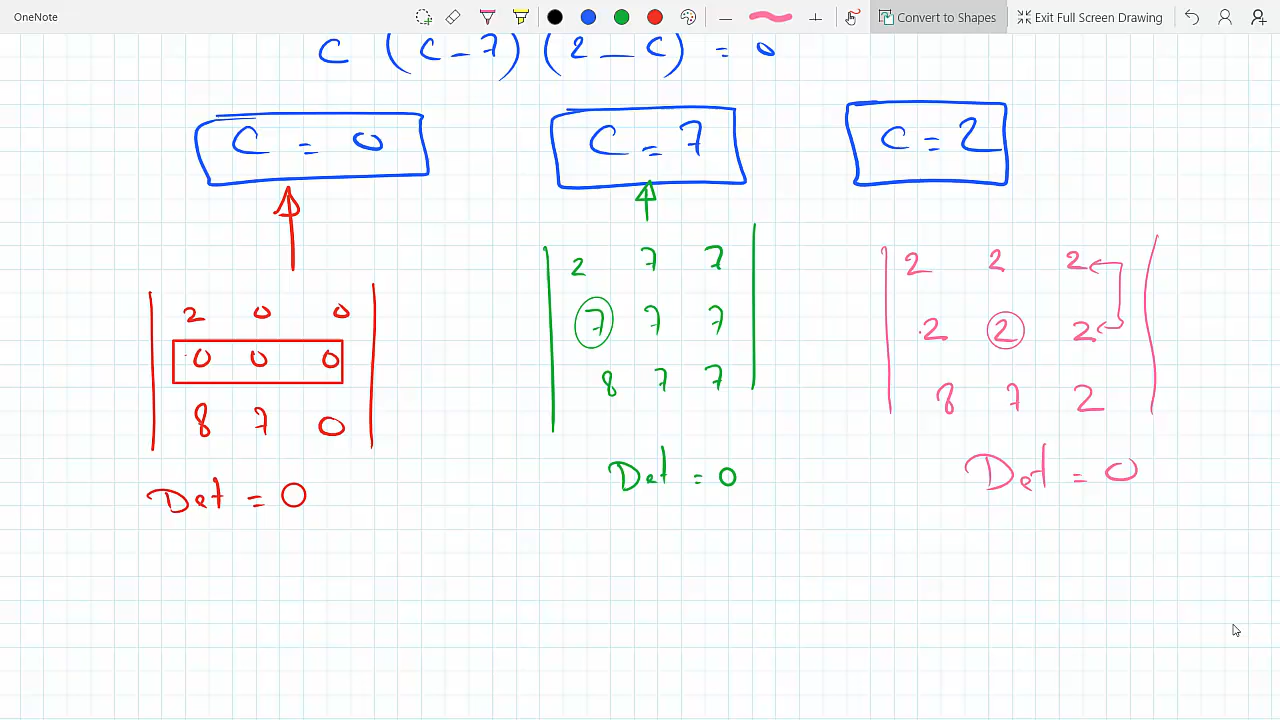 OneNote
Convert to Shapes
Exit Full Screen Drawing
C (C - 7) (2 - C) = 0
C = 0
C = 7
C = 2
2 0 0
0 0 0
8 7 0
Det = 0
2 7 7
7 7 7
8 7 7
Det = 0
2 2 2
2 2 2
8 7 2
Det = 0